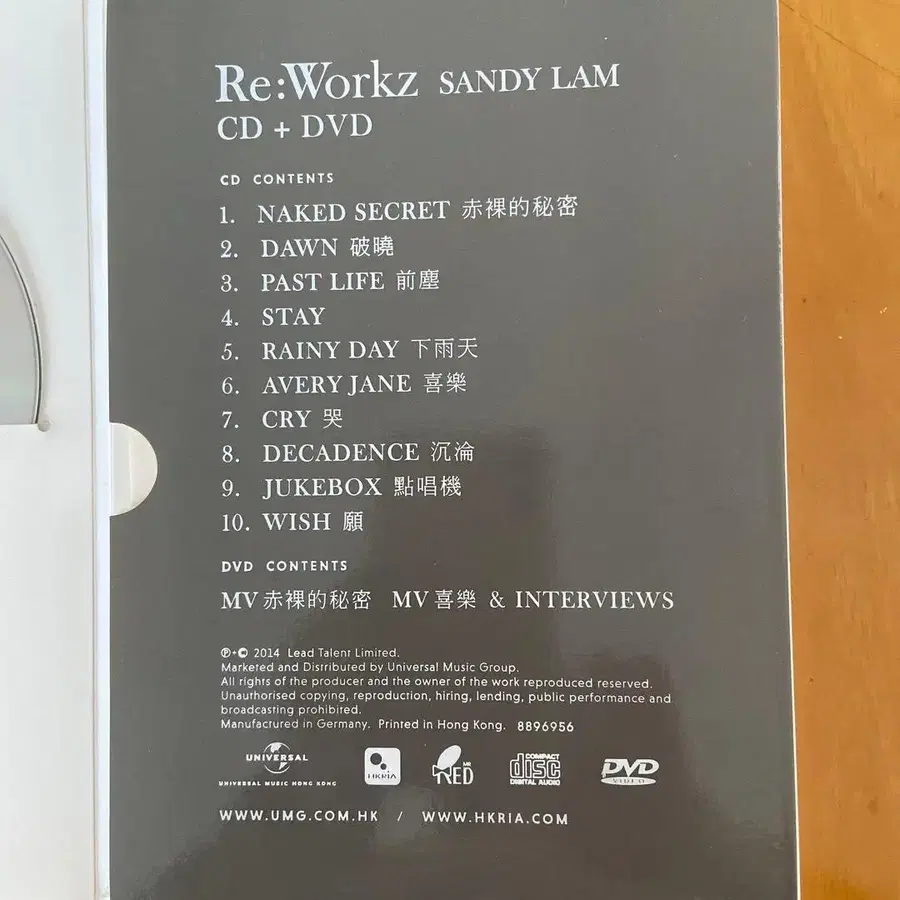 Re:Workz SANDY LAM
CD + DVD
CD CONTENTS
1. NAKED SECRET 赤裸的秘密
2. DAWN 破曉
3. PAST LIFE 前塵
4. STAY
5. RAINY DAY 下雨天
6. AVERY JANE 喜樂
7. CRY 哭
8. DECADENCE 沉淪
9. JUKEBOX 點唱機
10. WISH 願
DVD CONTENTS
MV 赤裸的秘密 MV 喜樂 & INTERVIEWS
℗+© 2014 Lead Talent Limited.
Marketed and Distributed by Universal Music Group.
All rights of the producer and the owner of the work reproduced reserved.
Unauthorised copying, reproduction, hiring, lending, public performance and
broadcasting prohibited.
Manufactured in Germany. Printed in Hong Kong. 8896956
UNIVERSAL
UNIVERSAL MUSIC HONG KONG
HKRIA
RED MR
COMPACT disc DIGITAL AUDIO
DVD VIDEO
WWW.UMG.COM.HK / WWW.HKRIA.COM